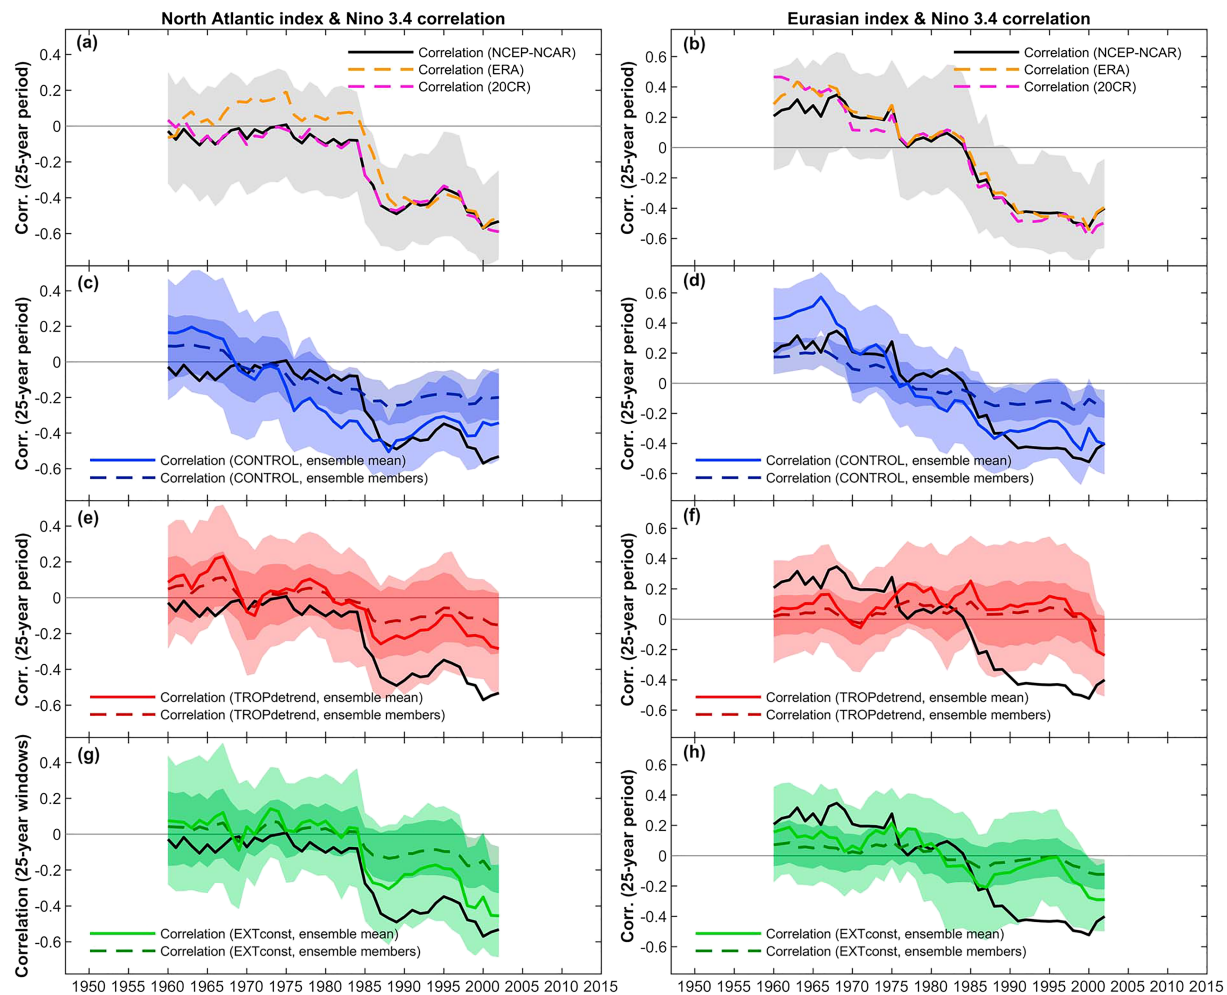 North Atlantic index & Nino 3.4 correlation
Eurasian index & Nino 3.4 correlation
(a)
Corr. (25-year period)
0.4
0.2
0
-0.2
-0.4
-0.6
Correlation (NCEP-NCAR)
Correlation (ERA)
Correlation (20CR)
(b)
Corr. (25-year period)
0.6
0.4
0.2
0
-0.2
-0.4
-0.6
Correlation (NCEP-NCAR)
Correlation (ERA)
Correlation (20CR)
(c)
Corr. (25-year period)
0.4
0.2
0
-0.2
-0.4
-0.6
Correlation (CONTROL, ensemble mean)
Correlation (CONTROL, ensemble members)
(d)
Corr. (25-year period)
0.6
0.4
0.2
0
-0.2
-0.4
-0.6
Correlation (CONTROL, ensemble mean)
Correlation (CONTROL, ensemble members)
(e)
Corr. (25-year period)
0.4
0.2
0
-0.2
-0.4
-0.6
Correlation (TROPdetrend, ensemble mean)
Correlation (TROPdetrend, ensemble members)
(f)
Corr. (25-year period)
0.6
0.4
0.2
0
-0.2
-0.4
-0.6
Correlation (TROPdetrend, ensemble mean)
Correlation (TROPdetrend, ensemble members)
(g)
Correlation (25-year windows)
0.4
0.2
0
-0.2
-0.4
-0.6
Correlation (EXTconst, ensemble mean)
Correlation (EXTconst, ensemble members)
1950 1955 1960 1965 1970 1975 1980 1985 1990 1995 2000 2005 2010 2015
(h)
Corr. (25-year period)
0.6
0.4
0.2
0
-0.2
-0.4
-0.6
Correlation (EXTconst, ensemble mean)
Correlation (EXTconst, ensemble members)
1950 1955 1960 1965 1970 1975 1980 1985 1990 1995 2000 2005 2010 2015